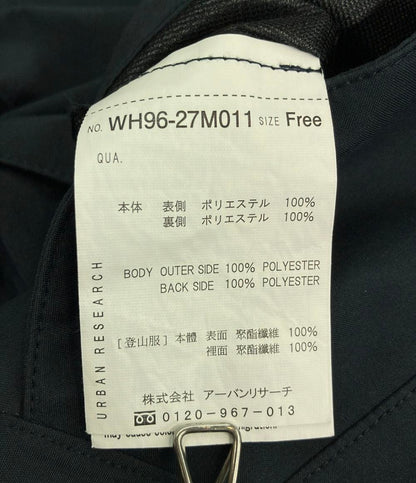 NO. WH96-27M011 SIZE Free
QUA.
本体 表側 ポリエステル 100%
裏側 ポリエステル 100%
BODY OUTER SIDE 100% POLYESTER
BACK SIDE 100% POLYESTER
[登山服] 本體 表面 聚酯纖維 100%
裡面 聚酯纖維 100%
URBAN RESEARCH
株式会社 アーバンリサーチ
0120-967-013
may cause color